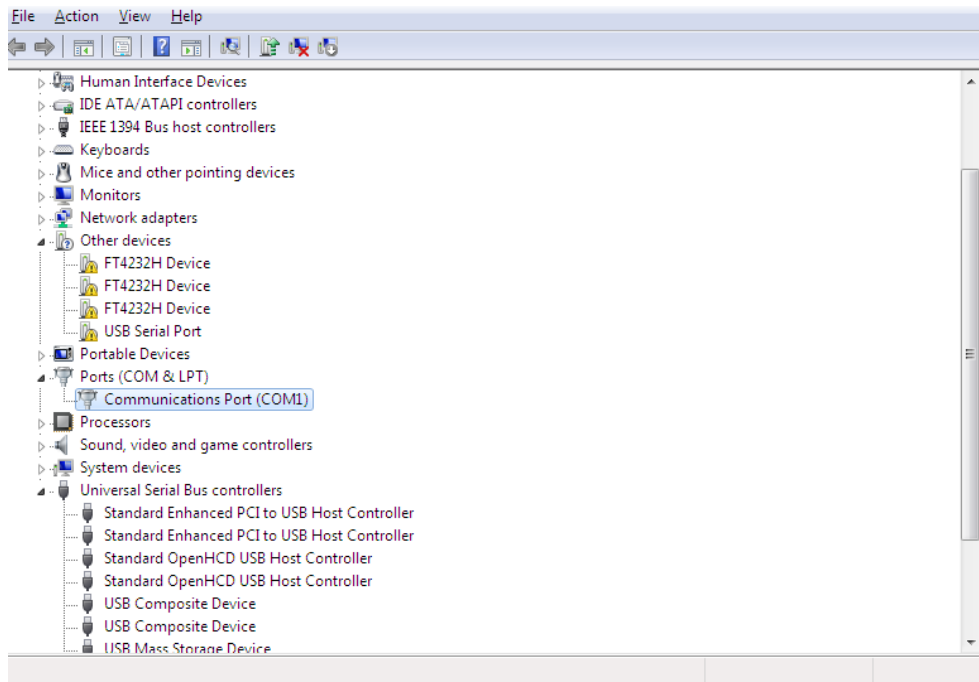 File Action View Help
Human Interface Devices
IDE ATA/ATAPI controllers
IEEE 1394 Bus host controllers
Keyboards
Mice and other pointing devices
Monitors
Network adapters
Other devices
FT4232H Device
FT4232H Device
FT4232H Device
USB Serial Port
Portable Devices
Ports (COM & LPT)
Communications Port (COM1)
Processors
Sound, video and game controllers
System devices
Universal Serial Bus controllers
Standard Enhanced PCI to USB Host Controller
Standard Enhanced PCI to USB Host Controller
Standard OpenHCD USB Host Controller
Standard OpenHCD USB Host Controller
USB Composite Device
USB Composite Device
USB Mass Storage Device